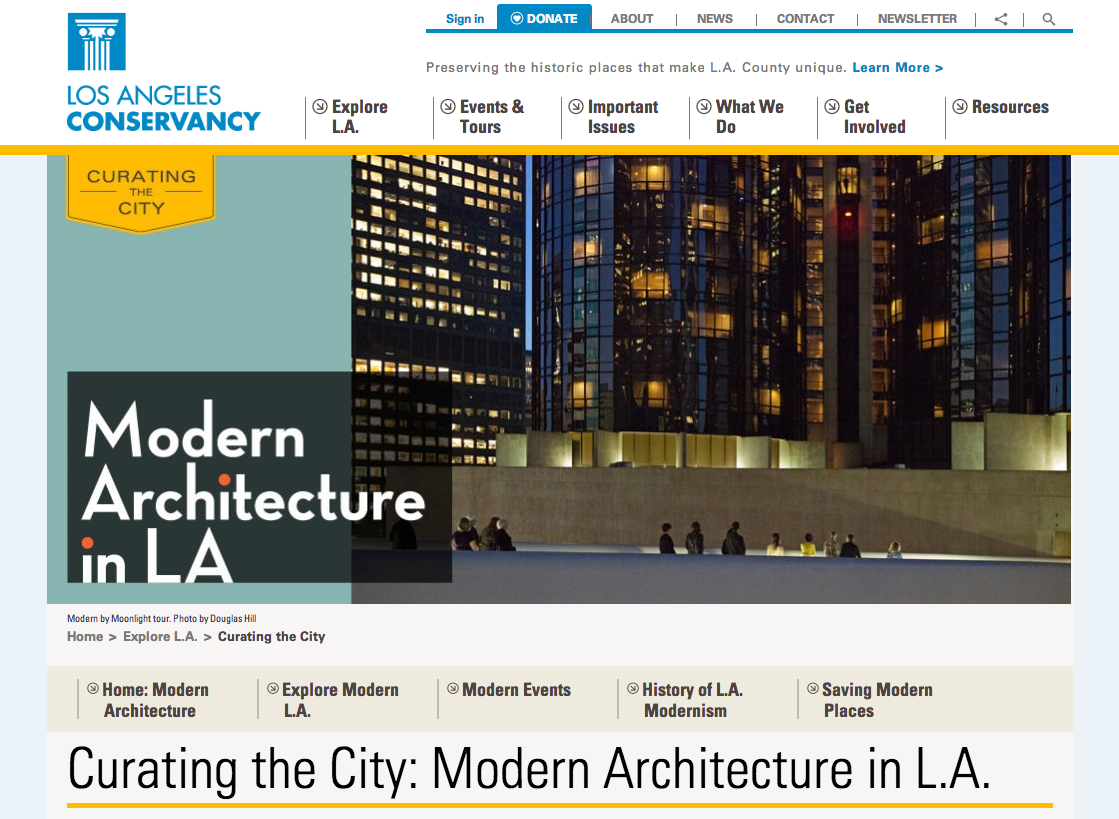 Sign in
DONATE
ABOUT
NEWS
CONTACT
NEWSLETTER
Preserving the historic places that make L.A. County unique. Learn More >
LOS ANGELES
CONSERVANCY
Explore
L.A.
Events &
Tours
Important
Issues
What We
Do
Get
Involved
Resources
CURATING
THE
CITY
Modern
Architecture
in LA
Modern by Moonlight tour. Photo by Douglas Hill
Home > Explore L.A. > Curating the City
Home: Modern
Architecture
Explore Modern
L.A.
Modern Events
History of L.A.
Modernism
Saving Modern
Places
Curating the City: Modern Architecture in L.A.